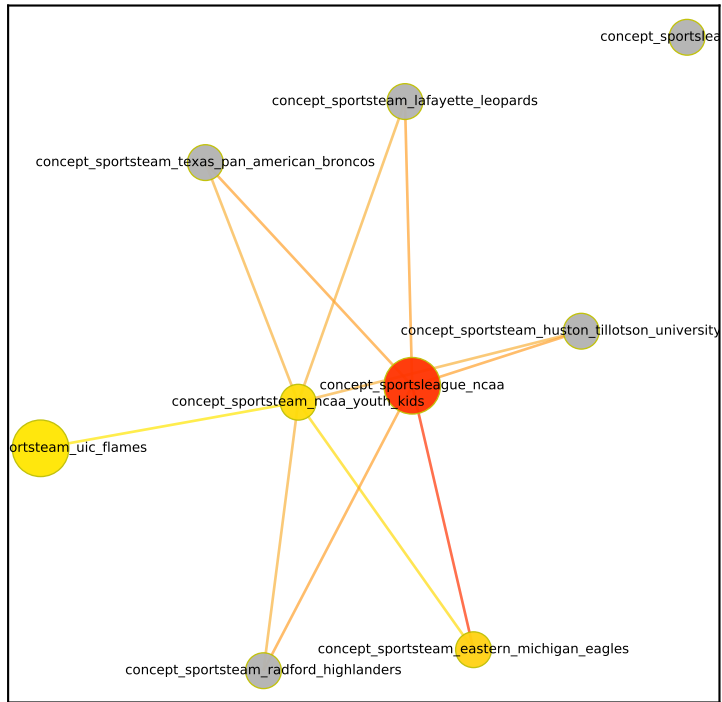 concept_sportslea
concept_sportsteam_lafayette_leopards
concept_sportsteam_texas_pan_american_broncos
concept_sportsteam_huston_tillotson_university
concept_sportsleague_ncaa
concept_sportsteam_ncaa_youth_kids
ortsteam_uic_flames
concept_sportsteam_eastern_michigan_eagles
concept_sportsteam_radford_highlanders